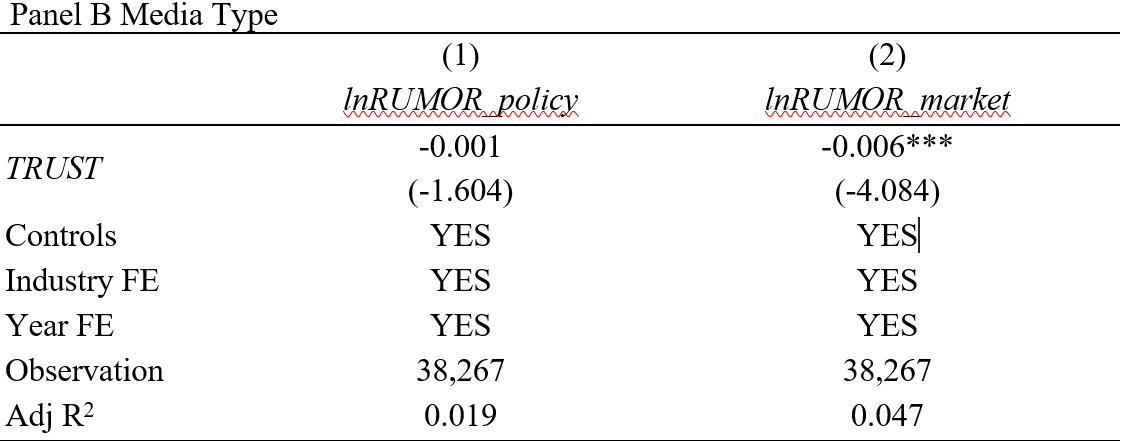 Panel B Media Type
(1) (2)
lnRUMOR_policy lnRUMOR_market
TRUST -0.001 -0.006***
(-1.604) (-4.084)
Controls YES YES
Industry FE YES YES
Year FE YES YES
Observation 38,267 38,267
Adj R² 0.019 0.047